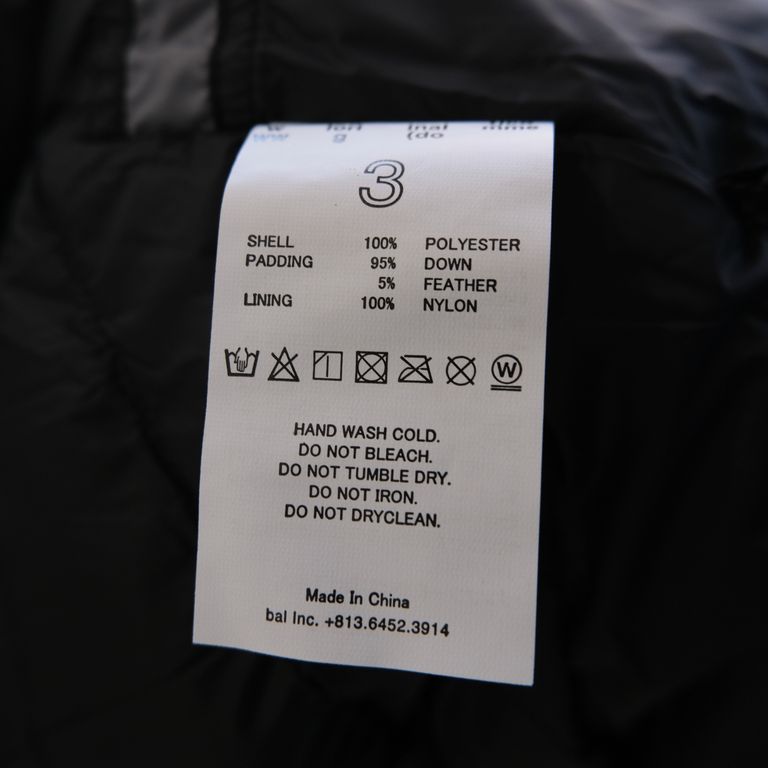 3
SHELL 100% POLYESTER
PADDING 95% DOWN
5% FEATHER
LINING 100% NYLON
W
HAND WASH COLD.
DO NOT BLEACH.
DO NOT TUMBLE DRY.
DO NOT IRON.
DO NOT DRYCLEAN.
Made In China
bal Inc. +813.6452.3914